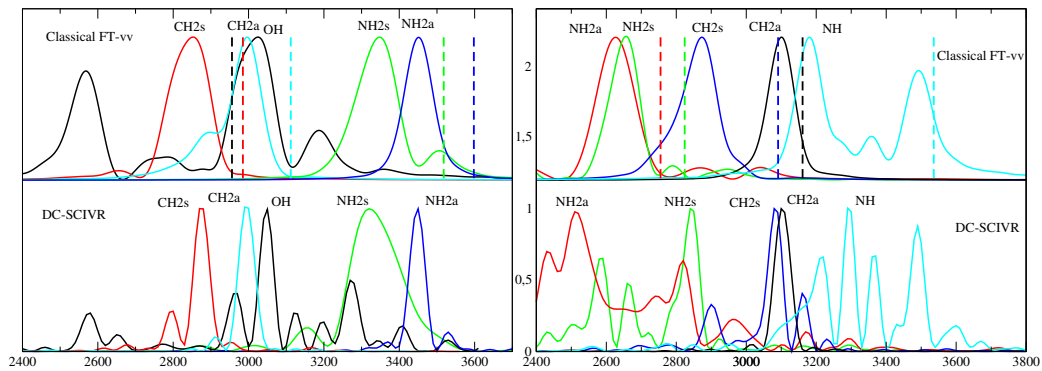 CH2s CH2a OH NH2s NH2a
Classical FT-vv
NH2a NH2s CH2s CH2a NH
Classical FT-vv
2
1,5
DC-SCIVR
CH2s CH2a OH NH2s NH2a
2400 2600 2800 3000 3200 3400 3600
NH2a NH2s CH2s CH2a NH
DC-SCIVR
1
0,5
0
2400 2600 2800 3000 3200 3400 3600 3800